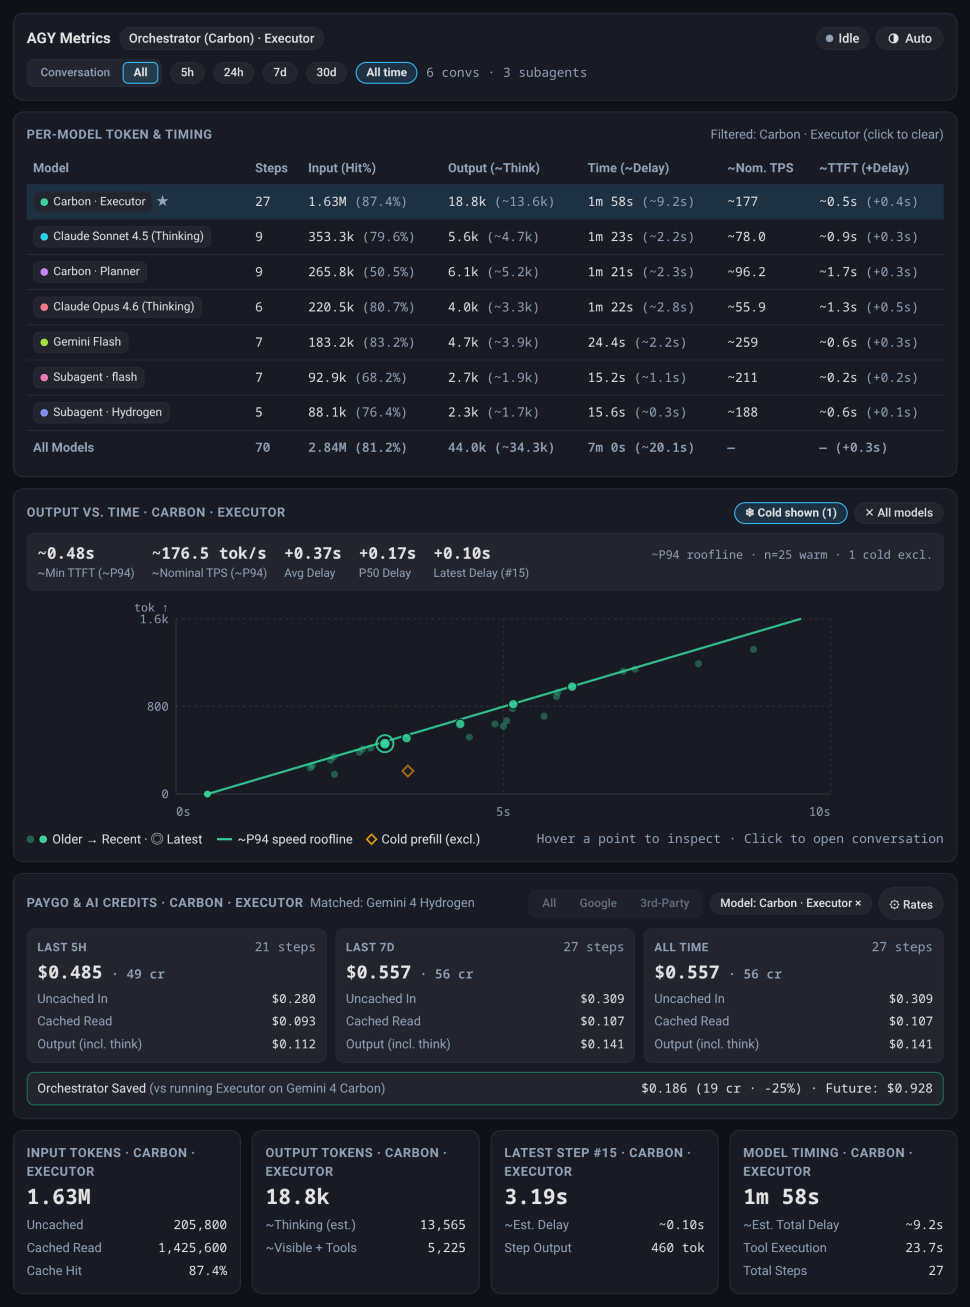 AGY Metrics Orchestrator (Carbon) · Executor Idle Auto
Conversation All 5h 24h 7d 30d All time 6 convs · 3 subagents
PER-MODEL TOKEN & TIMING Filtered: Carbon · Executor (click to clear)
Model Steps Input (Hit%) Output (~Think) Time (~Delay) ~Nom. TPS ~TTFT (+Delay)
Carbon · Executor ★ 27 1.63M (87.4%) 18.8k (~13.6k) 1m 58s (~9.2s) ~177 ~0.5s (+0.4s)
Claude Sonnet 4.5 (Thinking) 9 353.3k (79.6%) 5.6k (~4.7k) 1m 23s (~2.2s) ~78.0 ~0.9s (+0.3s)
Carbon · Planner 9 265.8k (50.5%) 6.1k (~5.2k) 1m 21s (~2.3s) ~96.2 ~1.7s (+0.3s)
Claude Opus 4.6 (Thinking) 6 220.5k (80.7%) 4.0k (~3.3k) 1m 22s (~2.8s) ~55.9 ~1.3s (+0.5s)
Gemini Flash 7 183.2k (83.2%) 4.7k (~3.9k) 24.4s (~2.2s) ~259 ~0.6s (+0.3s)
Subagent · flash 7 92.9k (68.2%) 2.7k (~1.9k) 15.2s (~1.1s) ~211 ~0.2s (+0.2s)
Subagent · Hydrogen 5 88.1k (76.4%) 2.3k (~1.7k) 15.6s (~0.3s) ~188 ~0.6s (+0.1s)
All Models 70 2.84M (81.2%) 44.0k (~34.3k) 7m 0s (~20.1s) — — (+0.3s)
OUTPUT VS. TIME · CARBON · EXECUTOR ❄ Cold shown (1) ✕ All models
~0.48s ~176.5 tok/s +0.37s +0.17s +0.10s ~P94 roofline · n=25 warm · 1 cold excl.
~Min TTFT (~P94) ~Nominal TPS (~P94) Avg Delay P50 Delay Latest Delay (#15)
tok ↑
1.6k
800
0
0s 5s 10s
Older → Recent · ◎ Latest ~P94 speed roofline Cold prefill (excl.) Hover a point to inspect · Click to open conversation
PAYGO & AI CREDITS · CARBON · EXECUTOR Matched: Gemini 4 Hydrogen All Google 3rd-Party Model: Carbon · Executor × ⚙ Rates
LAST 5H 21 steps LAST 7D 27 steps ALL TIME 27 steps
$0.485 · 49 cr $0.557 · 56 cr $0.557 · 56 cr
Uncached In $0.280 Uncached In $0.309 Uncached In $0.309
Cached Read $0.093 Cached Read $0.107 Cached Read $0.107
Output (incl. think) $0.112 Output (incl. think) $0.141 Output (incl. think) $0.141
Orchestrator Saved (vs running Executor on Gemini 4 Carbon) $0.186 (19 cr · -25%) · Future: $0.928
INPUT TOKENS · CARBON · EXECUTOR
1.63M
Uncached 205,800
Cached Read 1,425,600
Cache Hit 87.4%
OUTPUT TOKENS · CARBON · EXECUTOR
18.8k
~Thinking (est.) 13,565
~Visible + Tools 5,225
LATEST STEP #15 · CARBON · EXECUTOR
3.19s
~Est. Delay ~0.10s
Step Output 460 tok
MODEL TIMING · CARBON · EXECUTOR
1m 58s
~Est. Total Delay ~9.2s
Tool Execution 23.7s
Total Steps 27